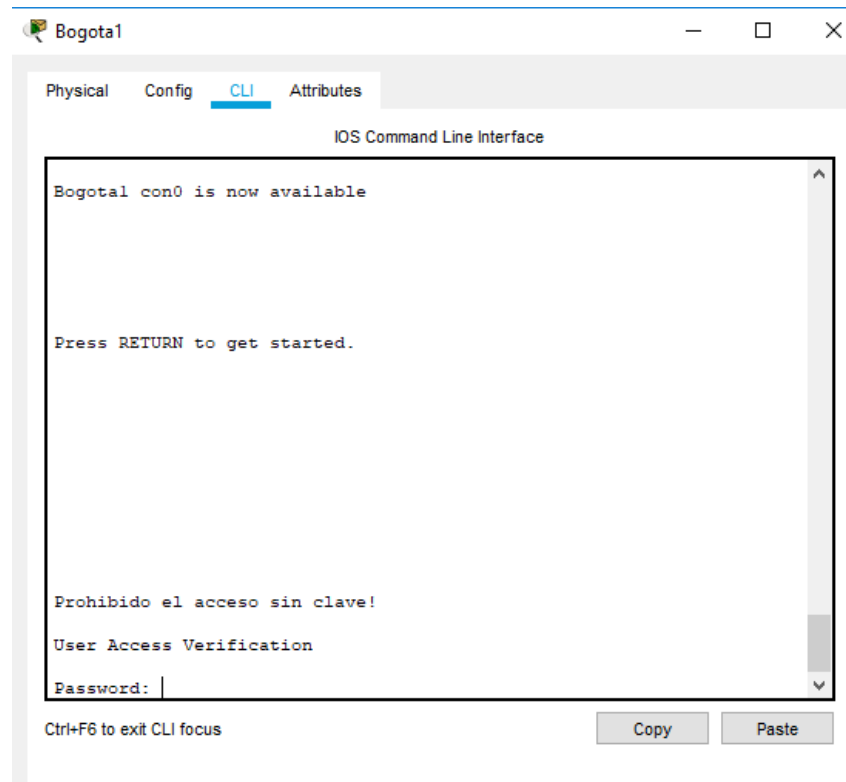 Bogota1
Physical Config CLI Attributes
IOS Command Line Interface
Bogota1 con0 is now available
Press RETURN to get started.
Prohibido el acceso sin clave!
User Access Verification
Password:
Ctrl+F6 to exit CLI focus
Copy Paste